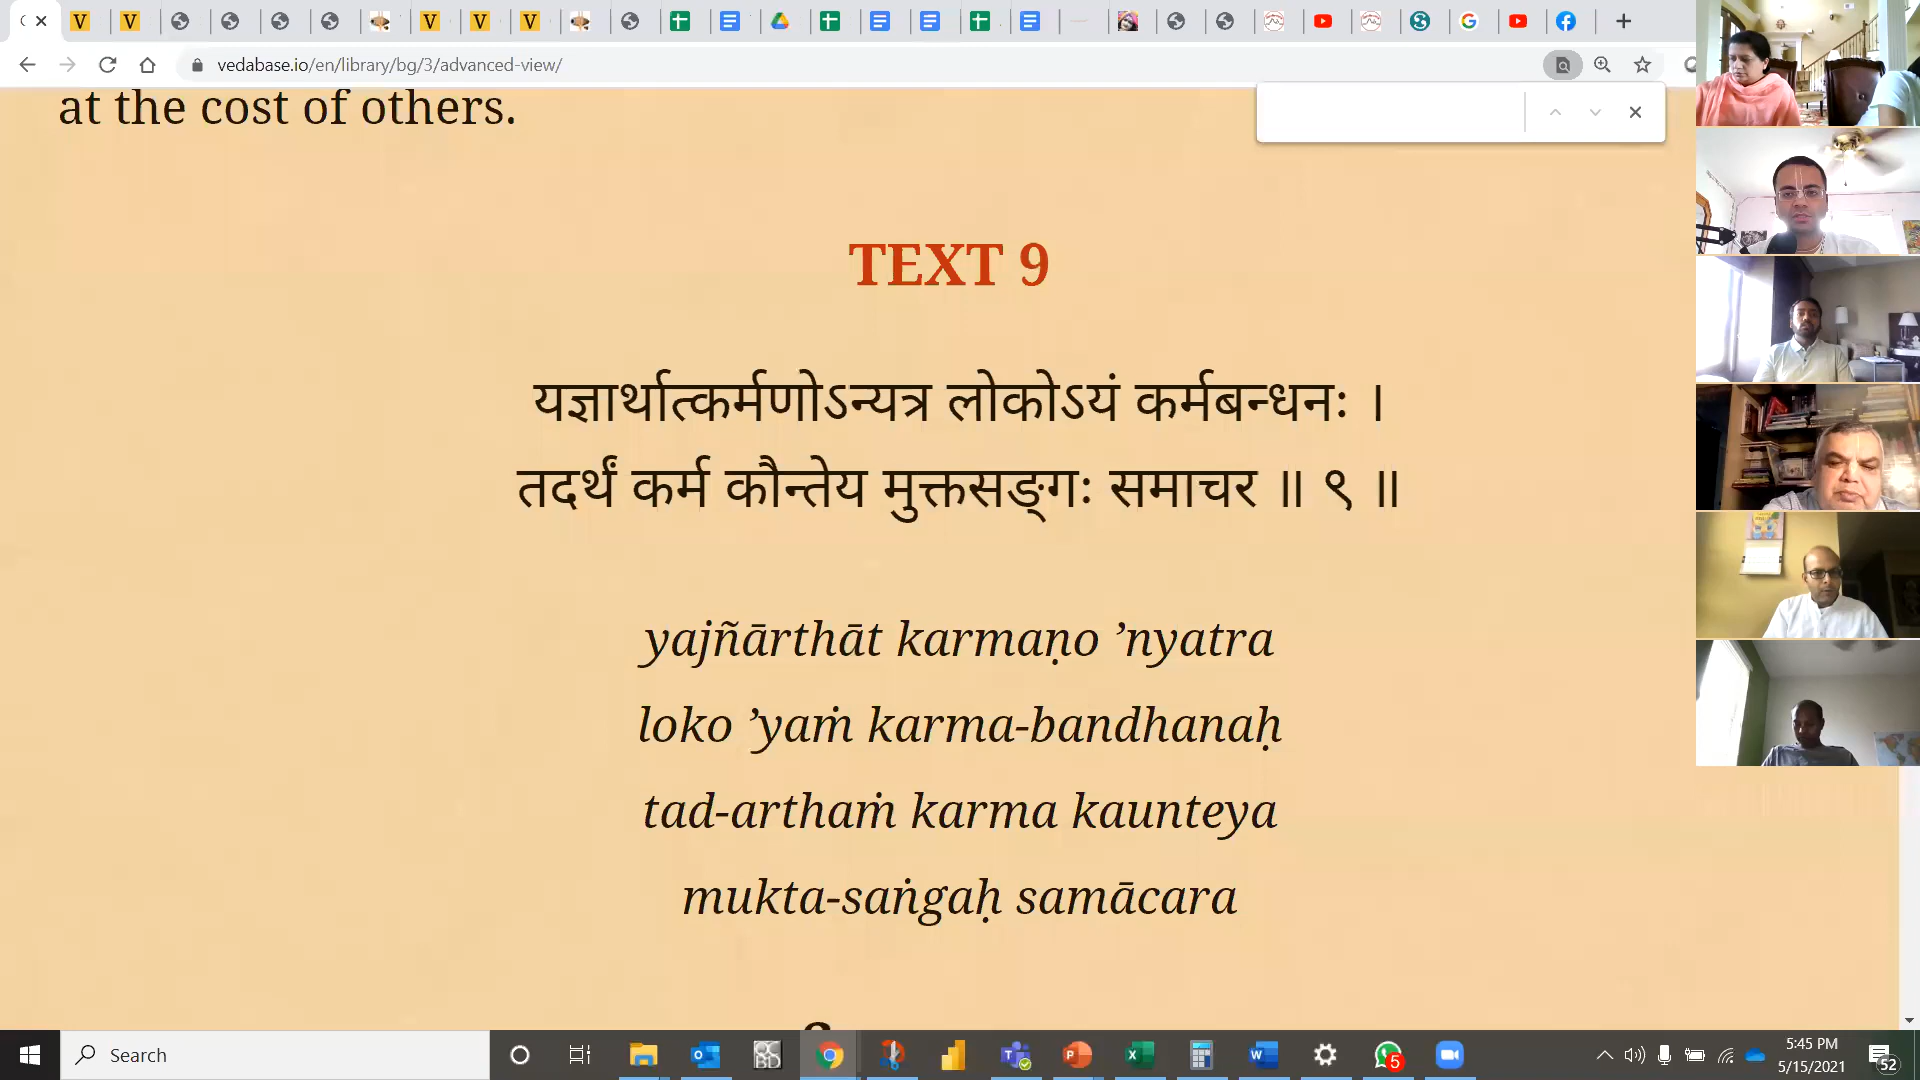 vedabase.io/en/library/bg/3/advanced-view/
at the cost of others.
TEXT 9
यज्ञार्थात्कर्मणोऽन्यत्र लोकोऽयं कर्मबन्धनः ।
तदर्थं कर्म कौन्तेय मुक्तसङ्गः समाचर ॥ ९ ॥
yajñārthāt karmaṇo ’nyatra
loko ’yaṁ karma-bandhanaḥ
tad-arthaṁ karma kaunteya
mukta-saṅgaḥ samācara
Search
5
5:45 PM
5/15/2021
52